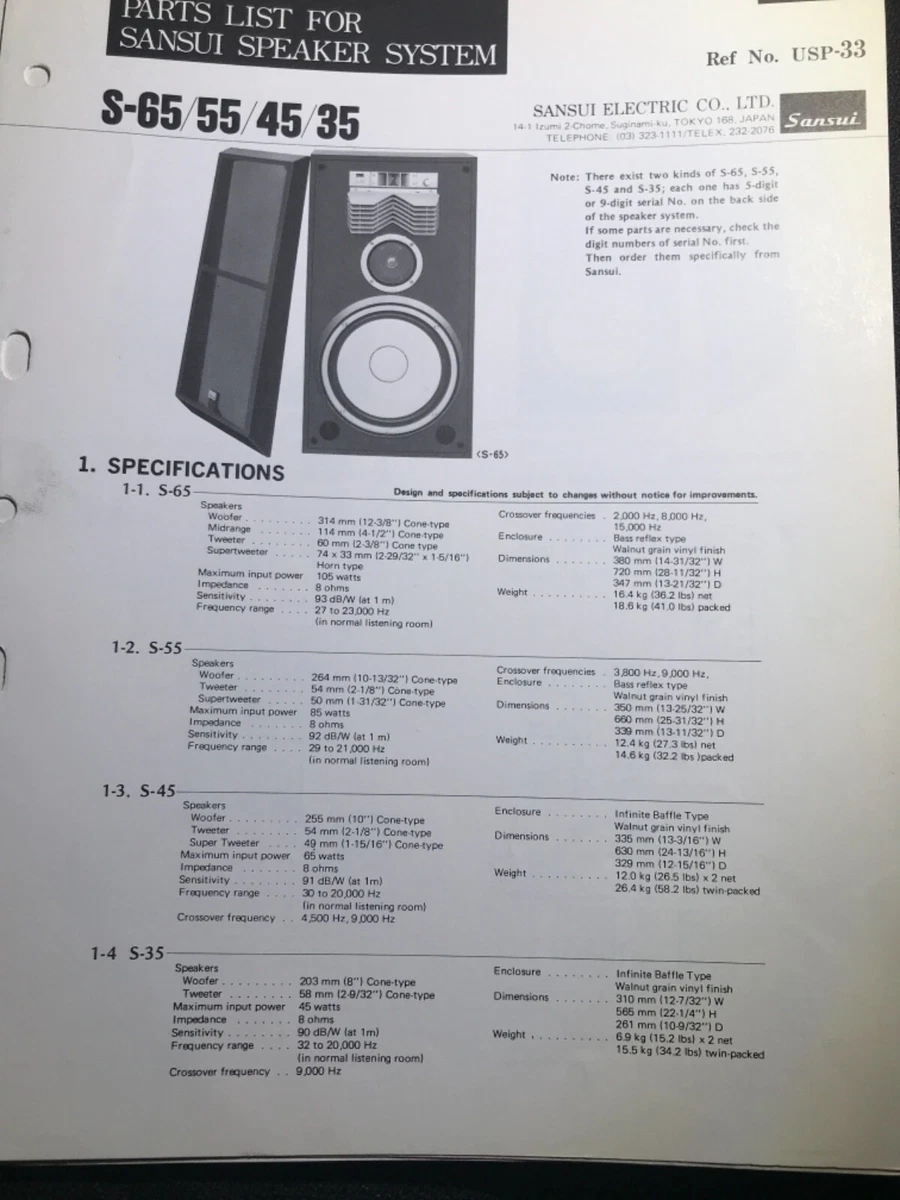 PARTS LIST FOR
SANSUI SPEAKER SYSTEM
Ref No. USP-33
S-65/55/45/35
SANSUI ELECTRIC CO., LTD.
14-1 Izumi 2-Chome, Suginami-ku, TOKYO 168, JAPAN
TELEPHONE: (03) 323-1111/TELEX. 232-2076
Sansui
Note: There exist two kinds of S-65, S-55,
S-45 and S-35; each one has 5-digit
or 9-digit serial No. on the back side
of the speaker system.
If some parts are necessary, check the
digit numbers of serial No. first.
Then order them specifically from
Sansui.
<S-65>
1. SPECIFICATIONS
Design and specifications subject to changes without notice for improvements.
1-1. S-65
Speakers
Woofer . . . . . . . . . 314 mm (12-3/8") Cone-type
Midrange . . . . . . . . 114 mm (4-1/2") Cone-type
Tweeter . . . . . . . . . 60 mm (2-3/8") Cone type
Supertweeter . . . . . 74 x 33 mm (2-29/32" x 1-5/16")
Horn type
Maximum input power 105 watts
Impedance . . . . . . . . 8 ohms
Sensitivity . . . . . . . . 93 dB/W (at 1 m)
Frequency range . . . . 27 to 23,000 Hz
(in normal listening room)
Crossover frequencies . 2,000 Hz, 8,000 Hz,
15,000 Hz
Enclosure . . . . . . . . Bass reflex type
Walnut grain vinyl finish
Dimensions . . . . . . . 380 mm (14-31/32") W
720 mm (28-11/32") H
347 mm (13-21/32") D
Weight . . . . . . . . . . 16.4 kg (36.2 lbs) net
18.6 kg (41.0 lbs) packed
1-2. S-55
Speakers
Woofer . . . . . . . . . 264 mm (10-13/32") Cone-type
Tweeter . . . . . . . . 54 mm (2-1/8") Cone-type
Supertweeter . . . . . 50 mm (1-31/32") Cone-type
Maximum input power 85 watts
Impedance . . . . . . . . 8 ohms
Sensitivity . . . . . . . . 92 dB/W (at 1 m)
Frequency range . . . . 29 to 21,000 Hz
(in normal listening room)
Crossover frequencies . 3,800 Hz, 9,000 Hz,
Enclosure . . . . . . . . Bass reflex type
Walnut grain vinyl finish
Dimensions . . . . . . . 350 mm (13-25/32") W
660 mm (25-31/32") H
339 mm (13-11/32") D
Weight . . . . . . . . . . 12.4 kg (27.3 lbs) net
14.6 kg (32.2 lbs )packed
1-3. S-45
Speakers
Woofer . . . . . . . . . 255 mm (10") Cone-type
Tweeter . . . . . . . . 54 mm (2-1/8") Cone-type
Super Tweeter . . . . 49 mm (1-15/16") Cone-type
Maximum input power 65 watts
Impedance . . . . . . . 8 ohms
Sensitivity . . . . . . . . 91 dB/W (at 1m)
Frequency range . . . . 30 to 20,000 Hz
(in normal listening room)
Crossover frequency . . 4,500 Hz, 9,000 Hz
Enclosure . . . . . . . . Infinite Baffle Type
Walnut grain vinyl finish
Dimensions . . . . . . . 335 mm (13-3/16") W
630 mm (24-13/16") H
329 mm (12-15/16") D
Weight . . . . . . . . . . 12.0 kg (26.5 lbs) x 2 net
26.4 kg (58.2 lbs) twin-packed
1-4 S-35
Speakers
Woofer . . . . . . . . . 203 mm (8") Cone-type
Tweeter . . . . . . . . 58 mm (2-9/32") Cone-type
Maximum input power 45 watts
Impedance . . . . . . . 8 ohms
Sensitivity . . . . . . . . 90 dB/W (at 1m)
Frequency range . . . . 32 to 20,000 Hz
(in normal listening room)
Crossover frequency . . 9,000 Hz
Enclosure . . . . . . . . Infinite Baffle Type
Walnut grain vinyl finish
Dimensions . . . . . . . 310 mm (12-7/32") W
565 mm (22-1/4") H
261 mm (10-9/32") D
Weight . . . . . . . . . . 6.9 kg (15.2 lbs) x 2 net
15.5 kg (34.2 lbs) twin-packed